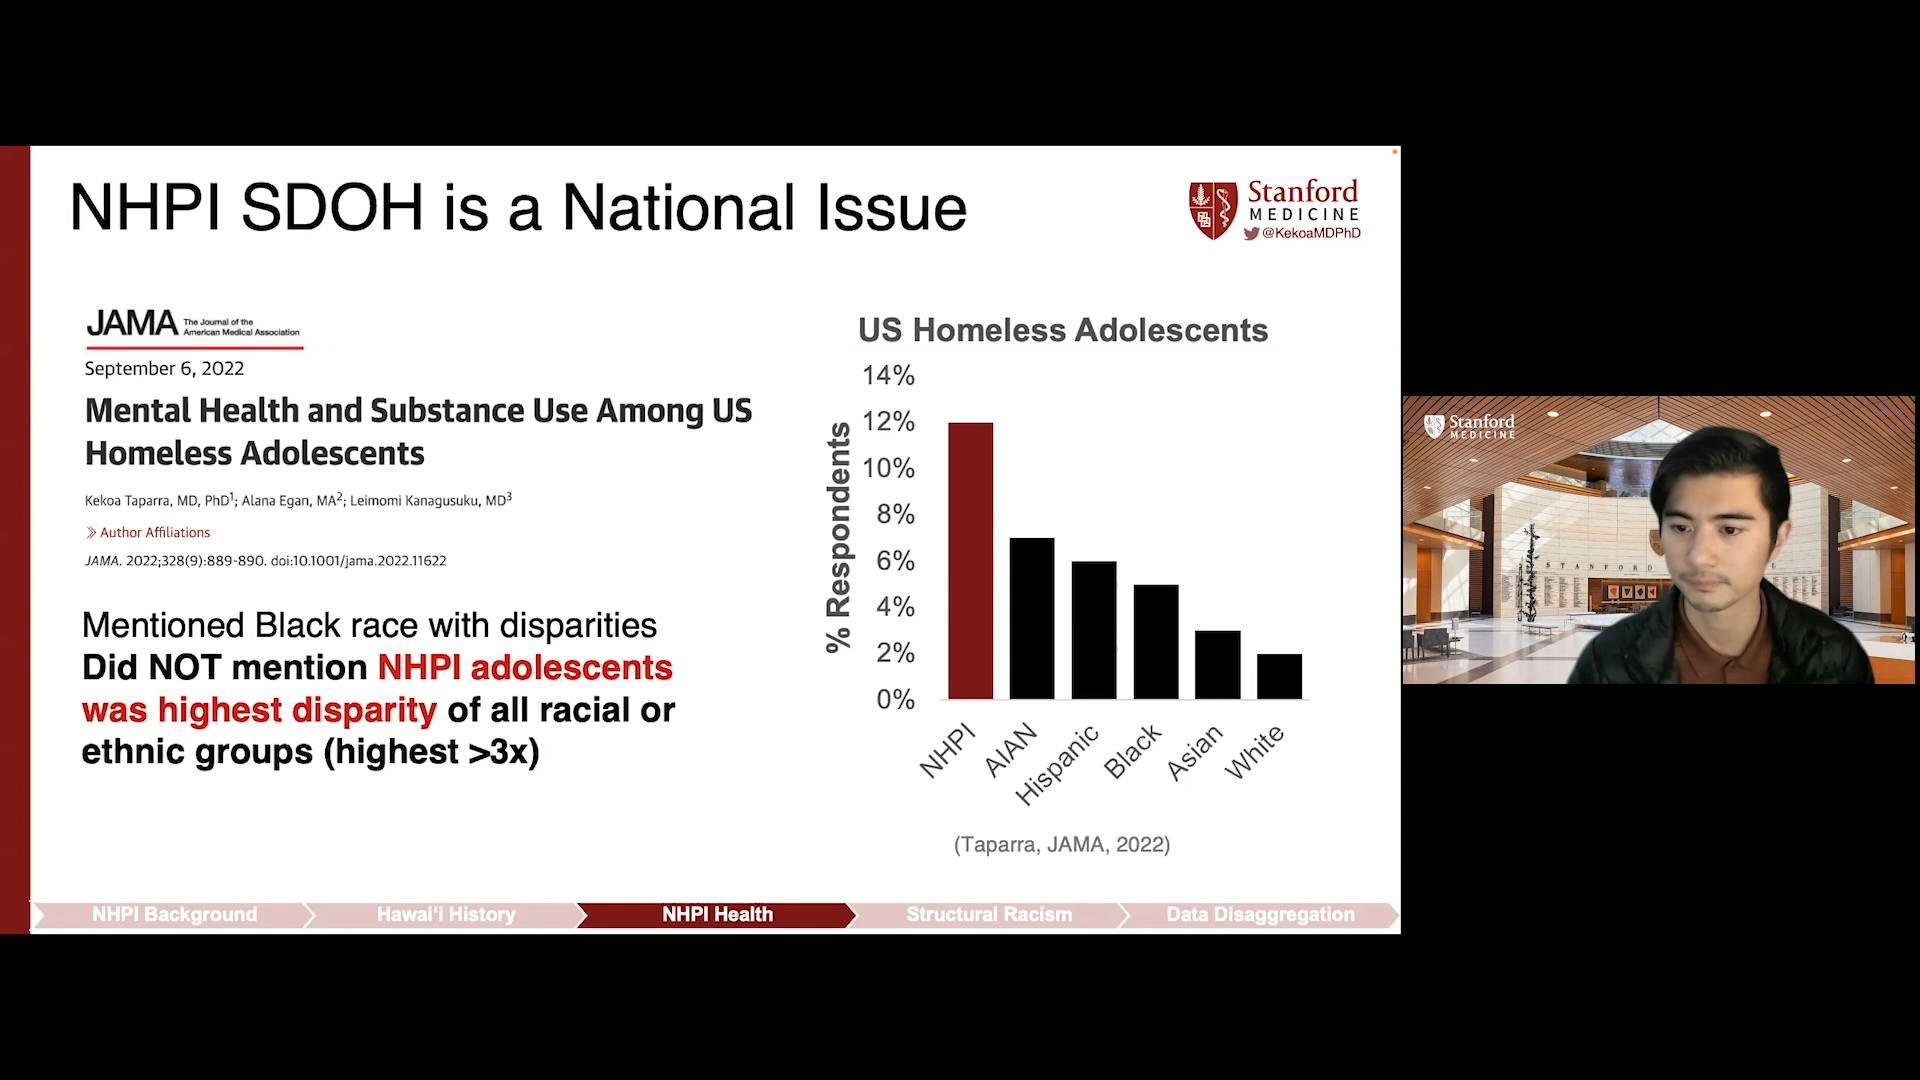 NHPI SDOH is a National Issue
Stanford
MEDICINE
@KekoaMDPhD
JAMA The Journal of the
American Medical Association
September 6, 2022
Mental Health and Substance Use Among US
Homeless Adolescents
Kekoa Taparra, MD, PhD1; Alana Egan, MA2; Leimomi Kanagusuku, MD3
Author Affiliations
JAMA. 2022;328(9):889-890. doi:10.1001/jama.2022.11622
Mentioned Black race with disparities
Did NOT mention NHPI adolescents
was highest disparity of all racial or
ethnic groups (highest >3x)
US Homeless Adolescents
% Respondents
14%
12%
10%
8%
6%
4%
2%
0%
NHPI
AIAN
Hispanic
Black
Asian
White
(Taparra, JAMA, 2022)
NHPI Background
Hawaiʻi History
NHPI Health
Structural Racism
Data Disaggregation
Stanford
MEDICINE
STANFORD